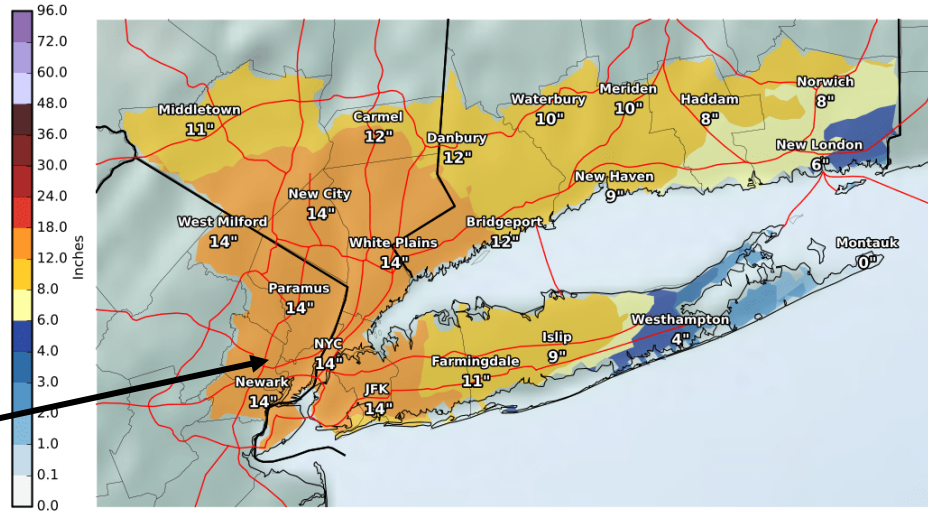 96.0
72.0
60.0
48.0
36.0
30.0
24.0
18.0
12.0
8.0
6.0
4.0
3.0
2.0
1.0
0.1
0.0
Inches
Middletown
11"
Carmel
12"
Danbury
12"
Waterbury
10"
Meriden
10"
Haddam
8"
Norwich
8"
New London
6"
New City
14"
New Haven
9"
West Milford
14"
White Plains
14"
Bridgeport
12"
Montauk
0"
Paramus
14"
Westhampton
4"
NYC
14"
Islip
9"
Farmingdale
11"
Newark
14"
JFK
14"